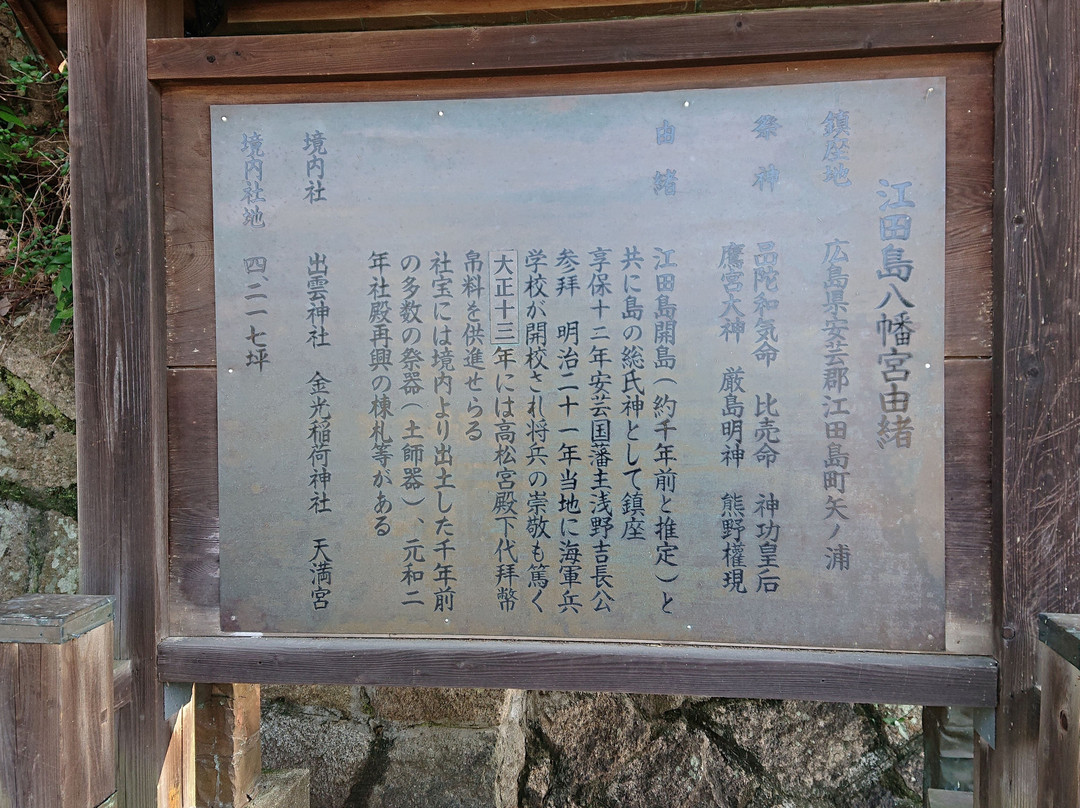 江田島八幡宮由緒
鎮座地 広島県安芸郡江田島町矢ノ浦
祭神 品陀和気命 比売命 神功皇后
鷹宮大神 厳島明神 熊野權現
由緒 江田島開島(約千年前と推定)と
共に島の総氏神として鎮座
享保十二年安芸国藩主浅野吉長公
参拜 明治二十一年当地に海軍兵
学校が開校され将兵の崇敬も篤く
大正十三年には高松宮殿下代拜幣
帛料を供進せらる
社宝には境内より出土した千年前
の多数の祭器(土師器)、元和二
年社殿再興の棟札等がある
境内社 出雲神社 金光稲荷神社 天満宮
境内社地 四、二一七坪